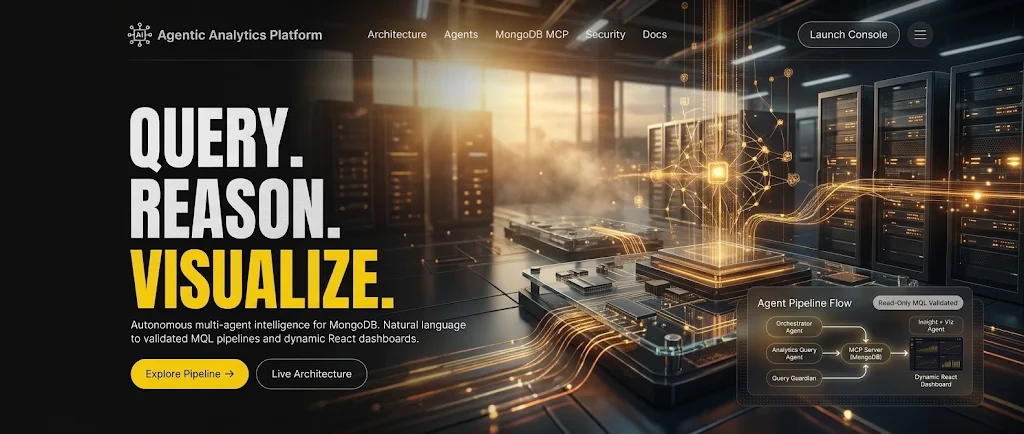 AI
Agentic Analytics Platform
Architecture
Agents
MongoDB MCP
Security
Docs
Launch Console
QUERY.
REASON.
VISUALIZE.
Autonomous multi-agent intelligence for MongoDB. Natural language
to validated MQL pipelines and dynamic React dashboards.
Explore Pipeline →
Live Architecture
Agent Pipeline Flow
Read-Only MQL Validated
Orchestrator
Agent
Analytics Query
Agent
Query Guardian
MCP Server
(MengoDB)
Insight + Viz
Agent
Dynamic React
Dashboard